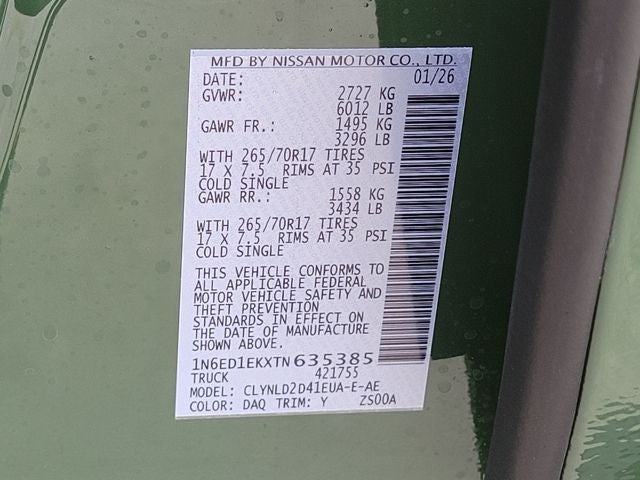 MFD BY NISSAN MOTOR CO., LTD.
DATE: 01/26
GVWR: 2727 KG
6012 LB
GAWR FR.: 1495 KG
3296 LB
WITH 265/70R17 TIRES
17 X 7.5 RIMS AT 35 PSI
COLD SINGLE
GAWR RR.: 1558 KG
3434 LB
WITH 265/70R17 TIRES
17 X 7.5 RIMS AT 35 PSI
COLD SINGLE
THIS VEHICLE CONFORMS TO
ALL APPLICABLE FEDERAL
MOTOR VEHICLE SAFETY AND
THEFT PREVENTION
STANDARDS IN EFFECT ON
THE DATE OF MANUFACTURE
SHOWN ABOVE.
1N6ED1EKXTN635385
TRUCK 421755
MODEL: CLYNLD2D41EUA-E-AE
COLOR: DAQ TRIM: Y ZS00A